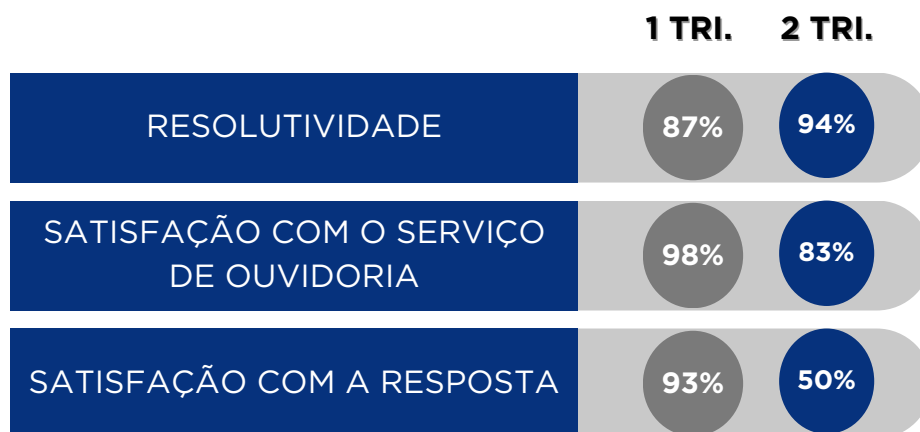 1 TRI. 2 TRI.
RESOLUTIVIDADE 87% 94%
SATISFAÇÃO COM O SERVIÇO
DE OUVIDORIA 98% 83%
SATISFAÇÃO COM A RESPOSTA 93% 50%